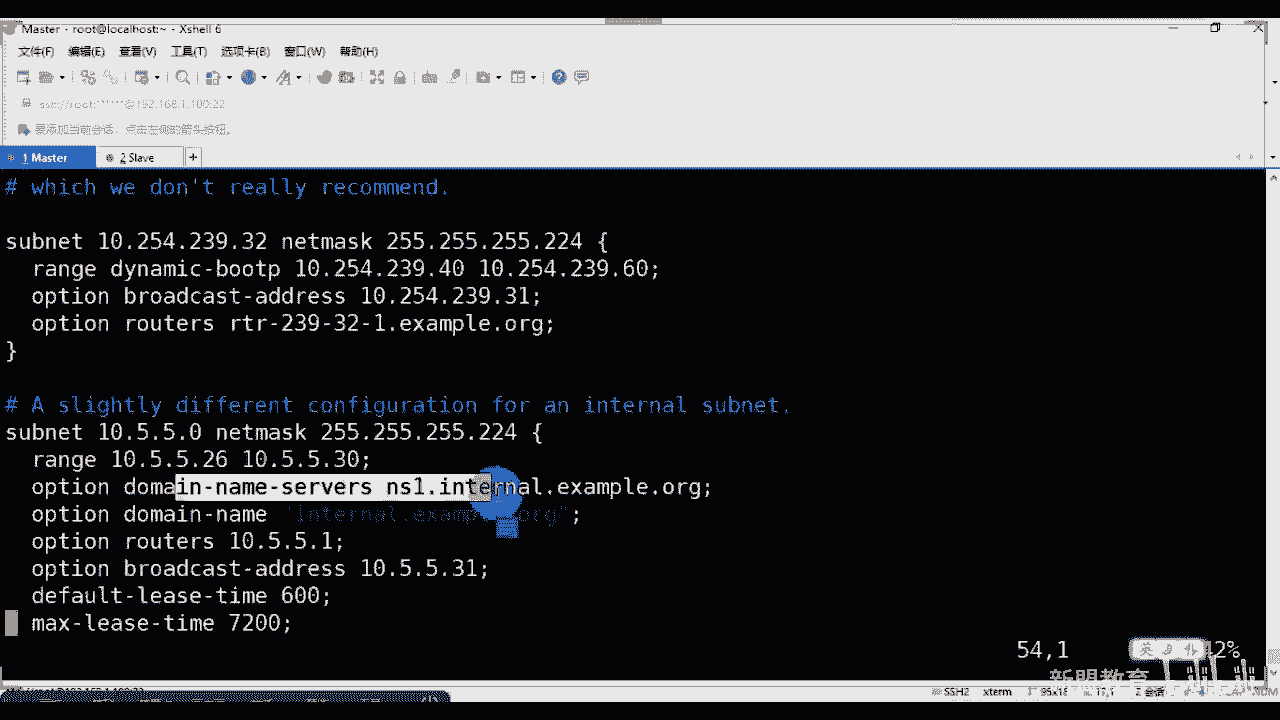 Master - root@localhost:~ - Xshell 6
文件(F) 编辑(E) 查看(V) 工具(T) 选项卡(B) 窗口(W) 帮助(H)
ssh://root:******@192.168.1.100:22
要添加当前会话，点击左侧的箭头按钮。
1 Master 2 Slave +
# which we don't really recommend.
subnet 10.254.239.32 netmask 255.255.255.224 {
range dynamic-bootp 10.254.239.40 10.254.239.60;
option broadcast-address 10.254.239.31;
option routers rtr-239-32-1.example.org;
}
# A slightly different configuration for an internal subnet.
subnet 10.5.5.0 netmask 255.255.255.224 {
range 10.5.5.26 10.5.5.30;
option domain-name-servers ns1.internal.example.org;
option domain-name "internal.example.org";
option routers 10.5.5.1;
option broadcast-address 10.5.5.31;
default-lease-time 600;
max-lease-time 7200;
54,1 2%
英
新盟教育
SSH2 xterm